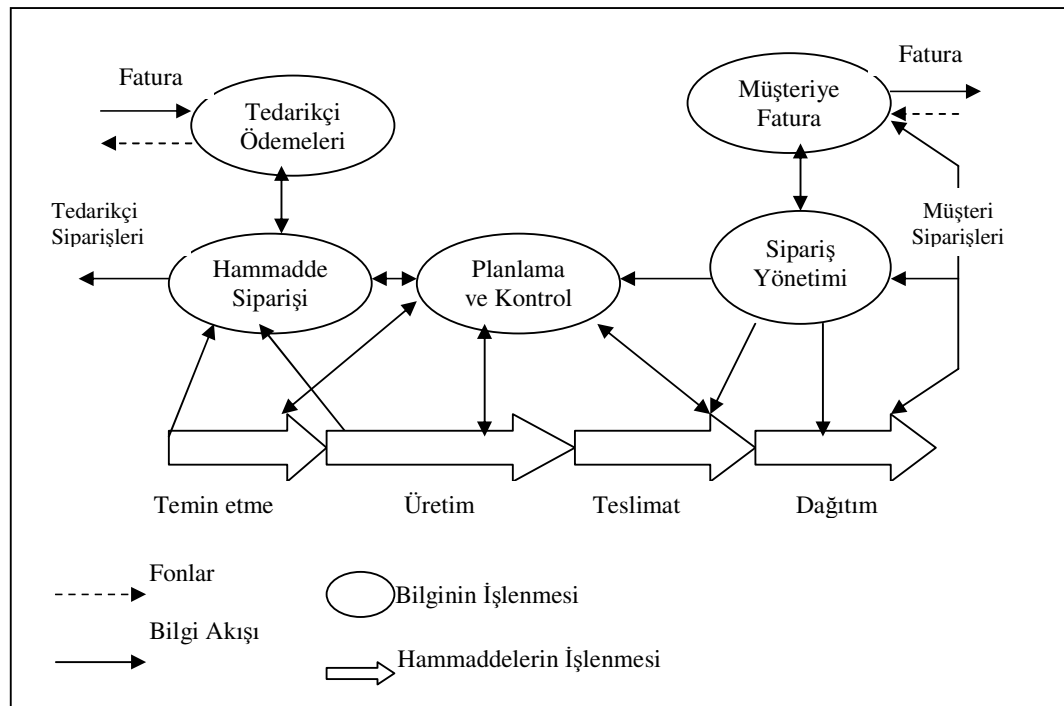 Fatura
Tedarikçi
Ödemeleri
Müşteriye
Fatura
Fatura
Tedarikçi
Siparişleri
Hammadde
Siparişi
Planlama
ve Kontrol
Sipariş
Yönetimi
Müşteri
Siparişleri
Temin etme
Üretim
Teslimat
Dağıtım
Fonlar
Bilginin İşlenmesi
Bilgi Akışı
Hammaddelerin İşlenmesi